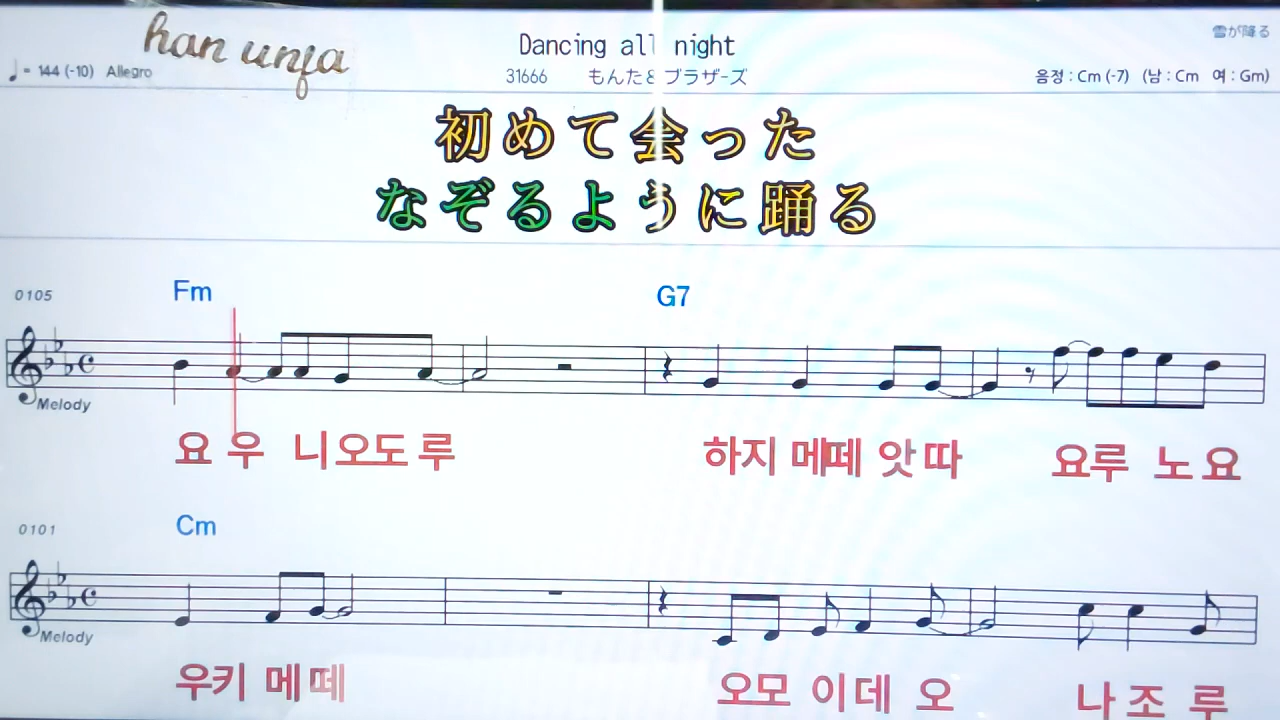 han unja
Dancing all night
雪が降る
♩= 144 (-10) Allegro
31666 もんた&ブラザーズ
음정 : Cm (-7) (남 : Cm 여 : Gm)
初めて会った
なぞるように踊る
0105
Fm
G7
Melody
요 우 니오도루
하지 메떼 앗따
요루 노 요
0101
Cm
Melody
우키 메떼
오모 이데 오
나 조 루